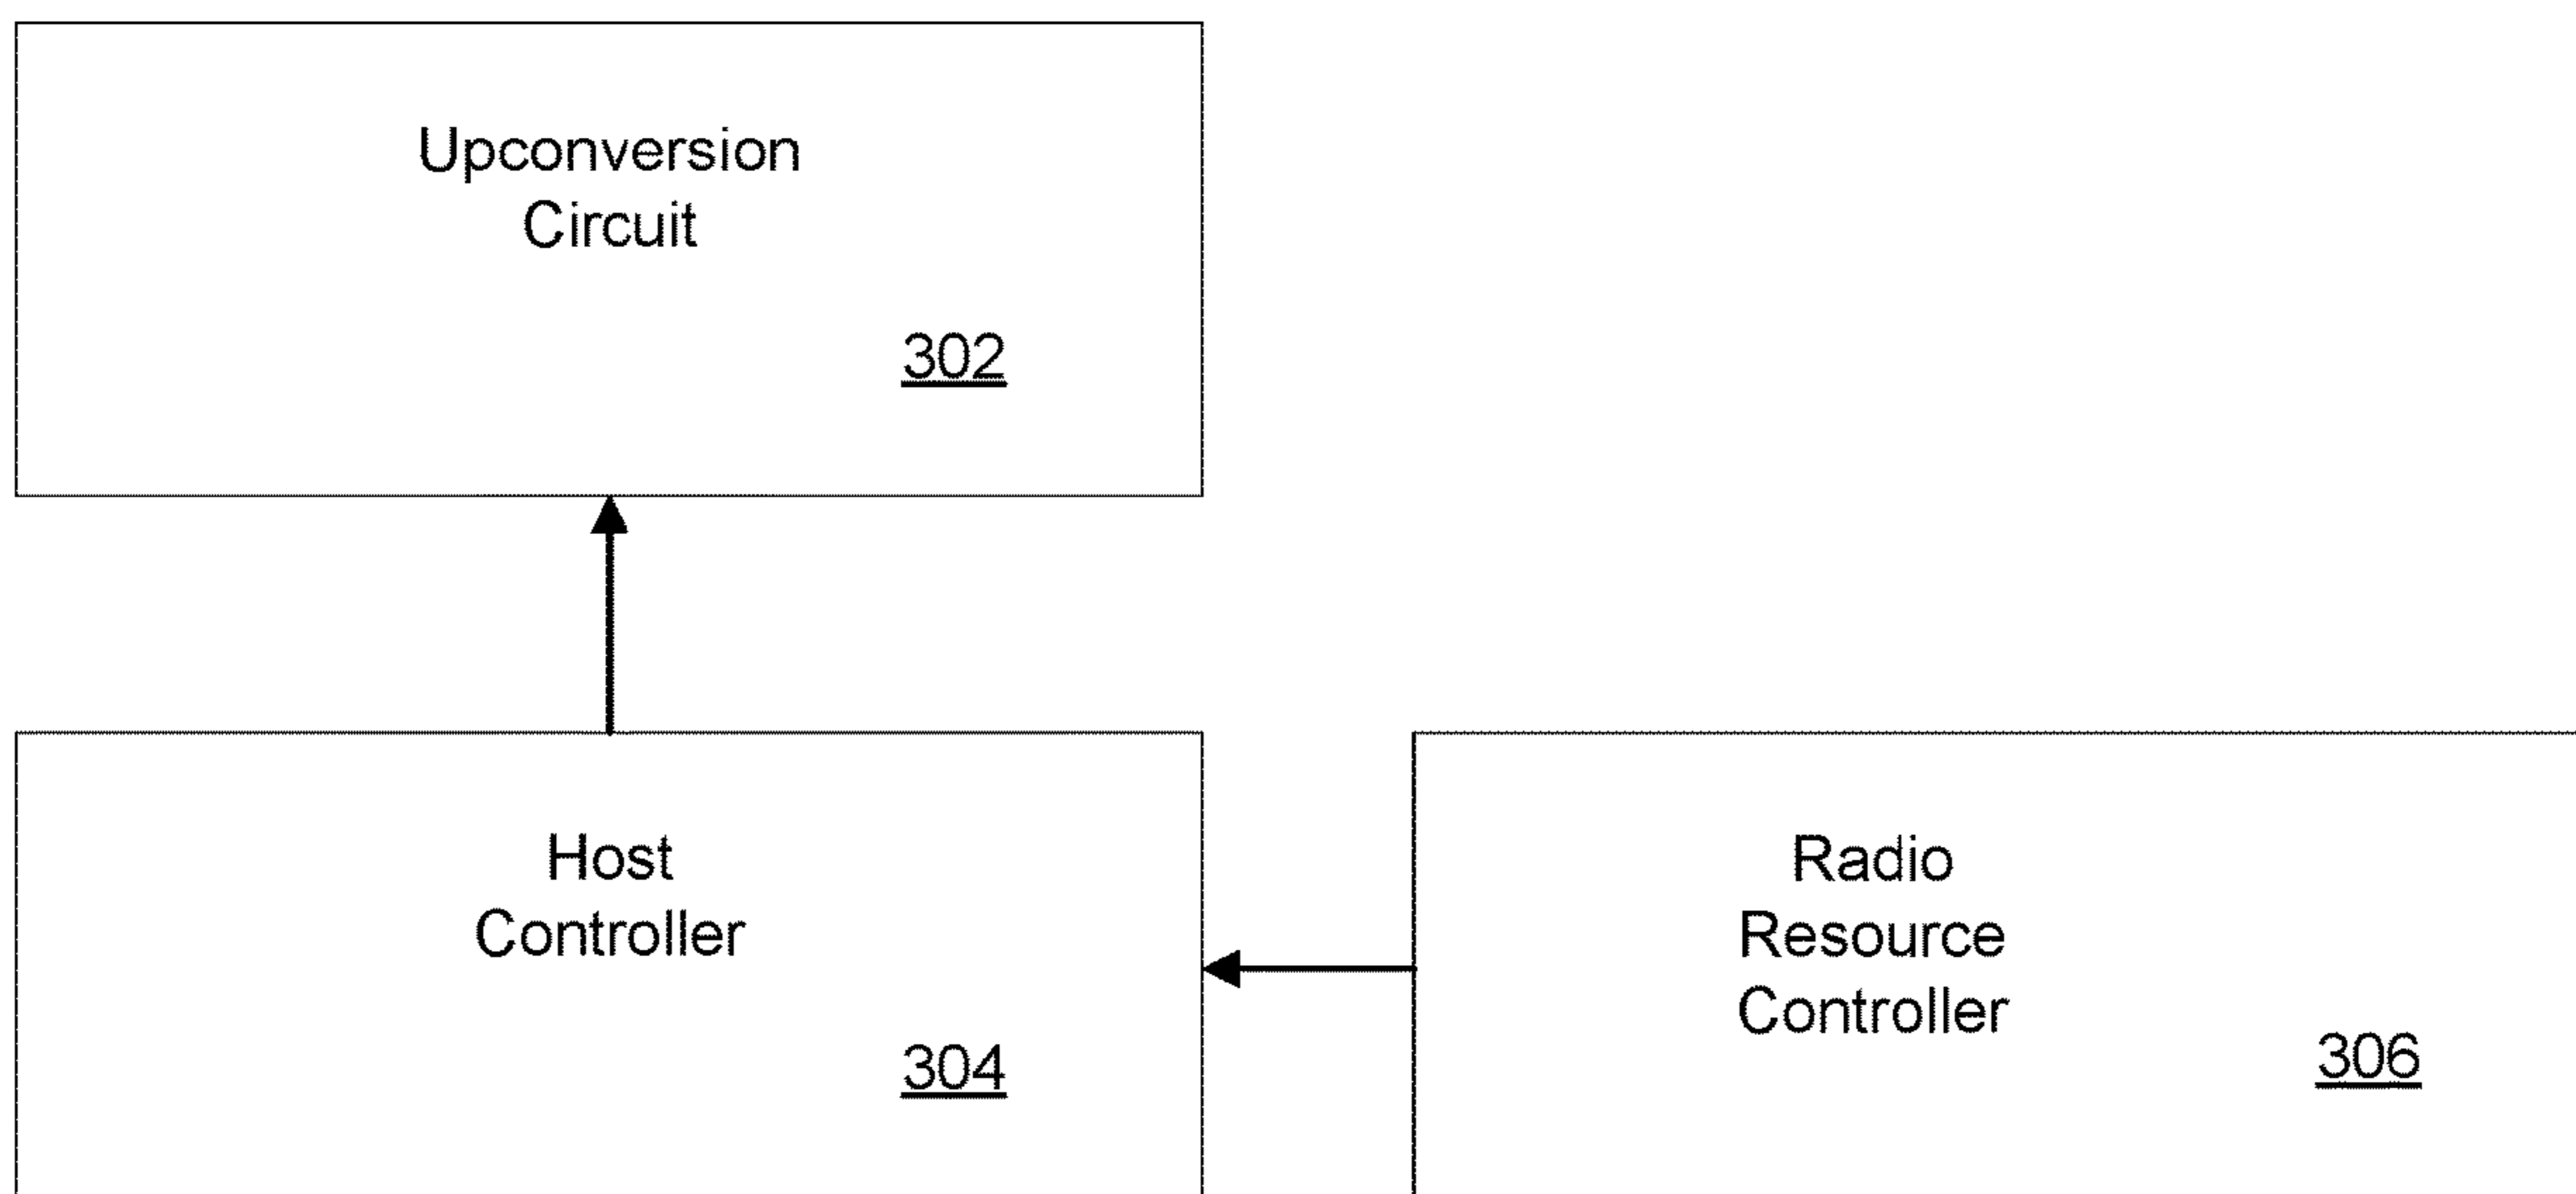 Upconversion
Circuit
302
Host
Controller
304
Radio
Resource
Controller
306